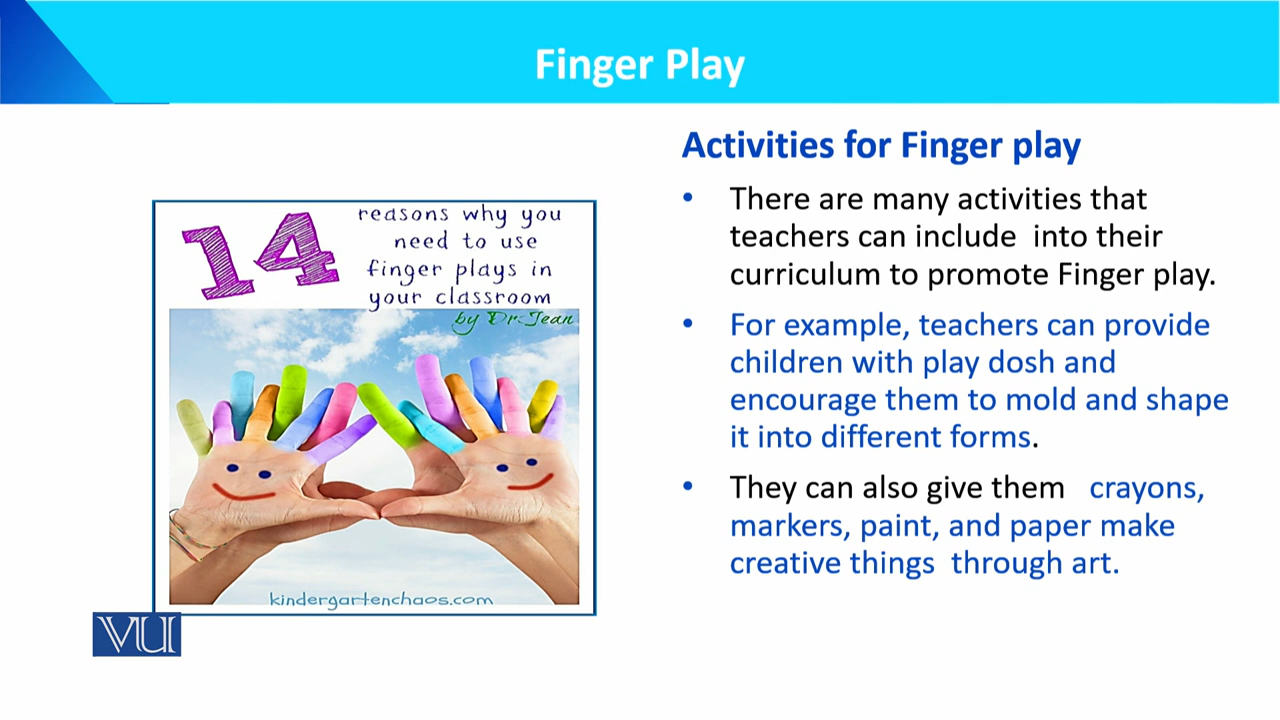 Finger Play
14
reasons why you
need to use
finger plays in
your classroom
by Dr. Jean
kindergartenchaos.com
VU
Activities for Finger play
• There are many activities that
teachers can include into their
curriculum to promote Finger play.
• For example, teachers can provide
children with play dosh and
encourage them to mold and shape
it into different forms.
• They can also give them crayons,
markers, paint, and paper make
creative things through art.